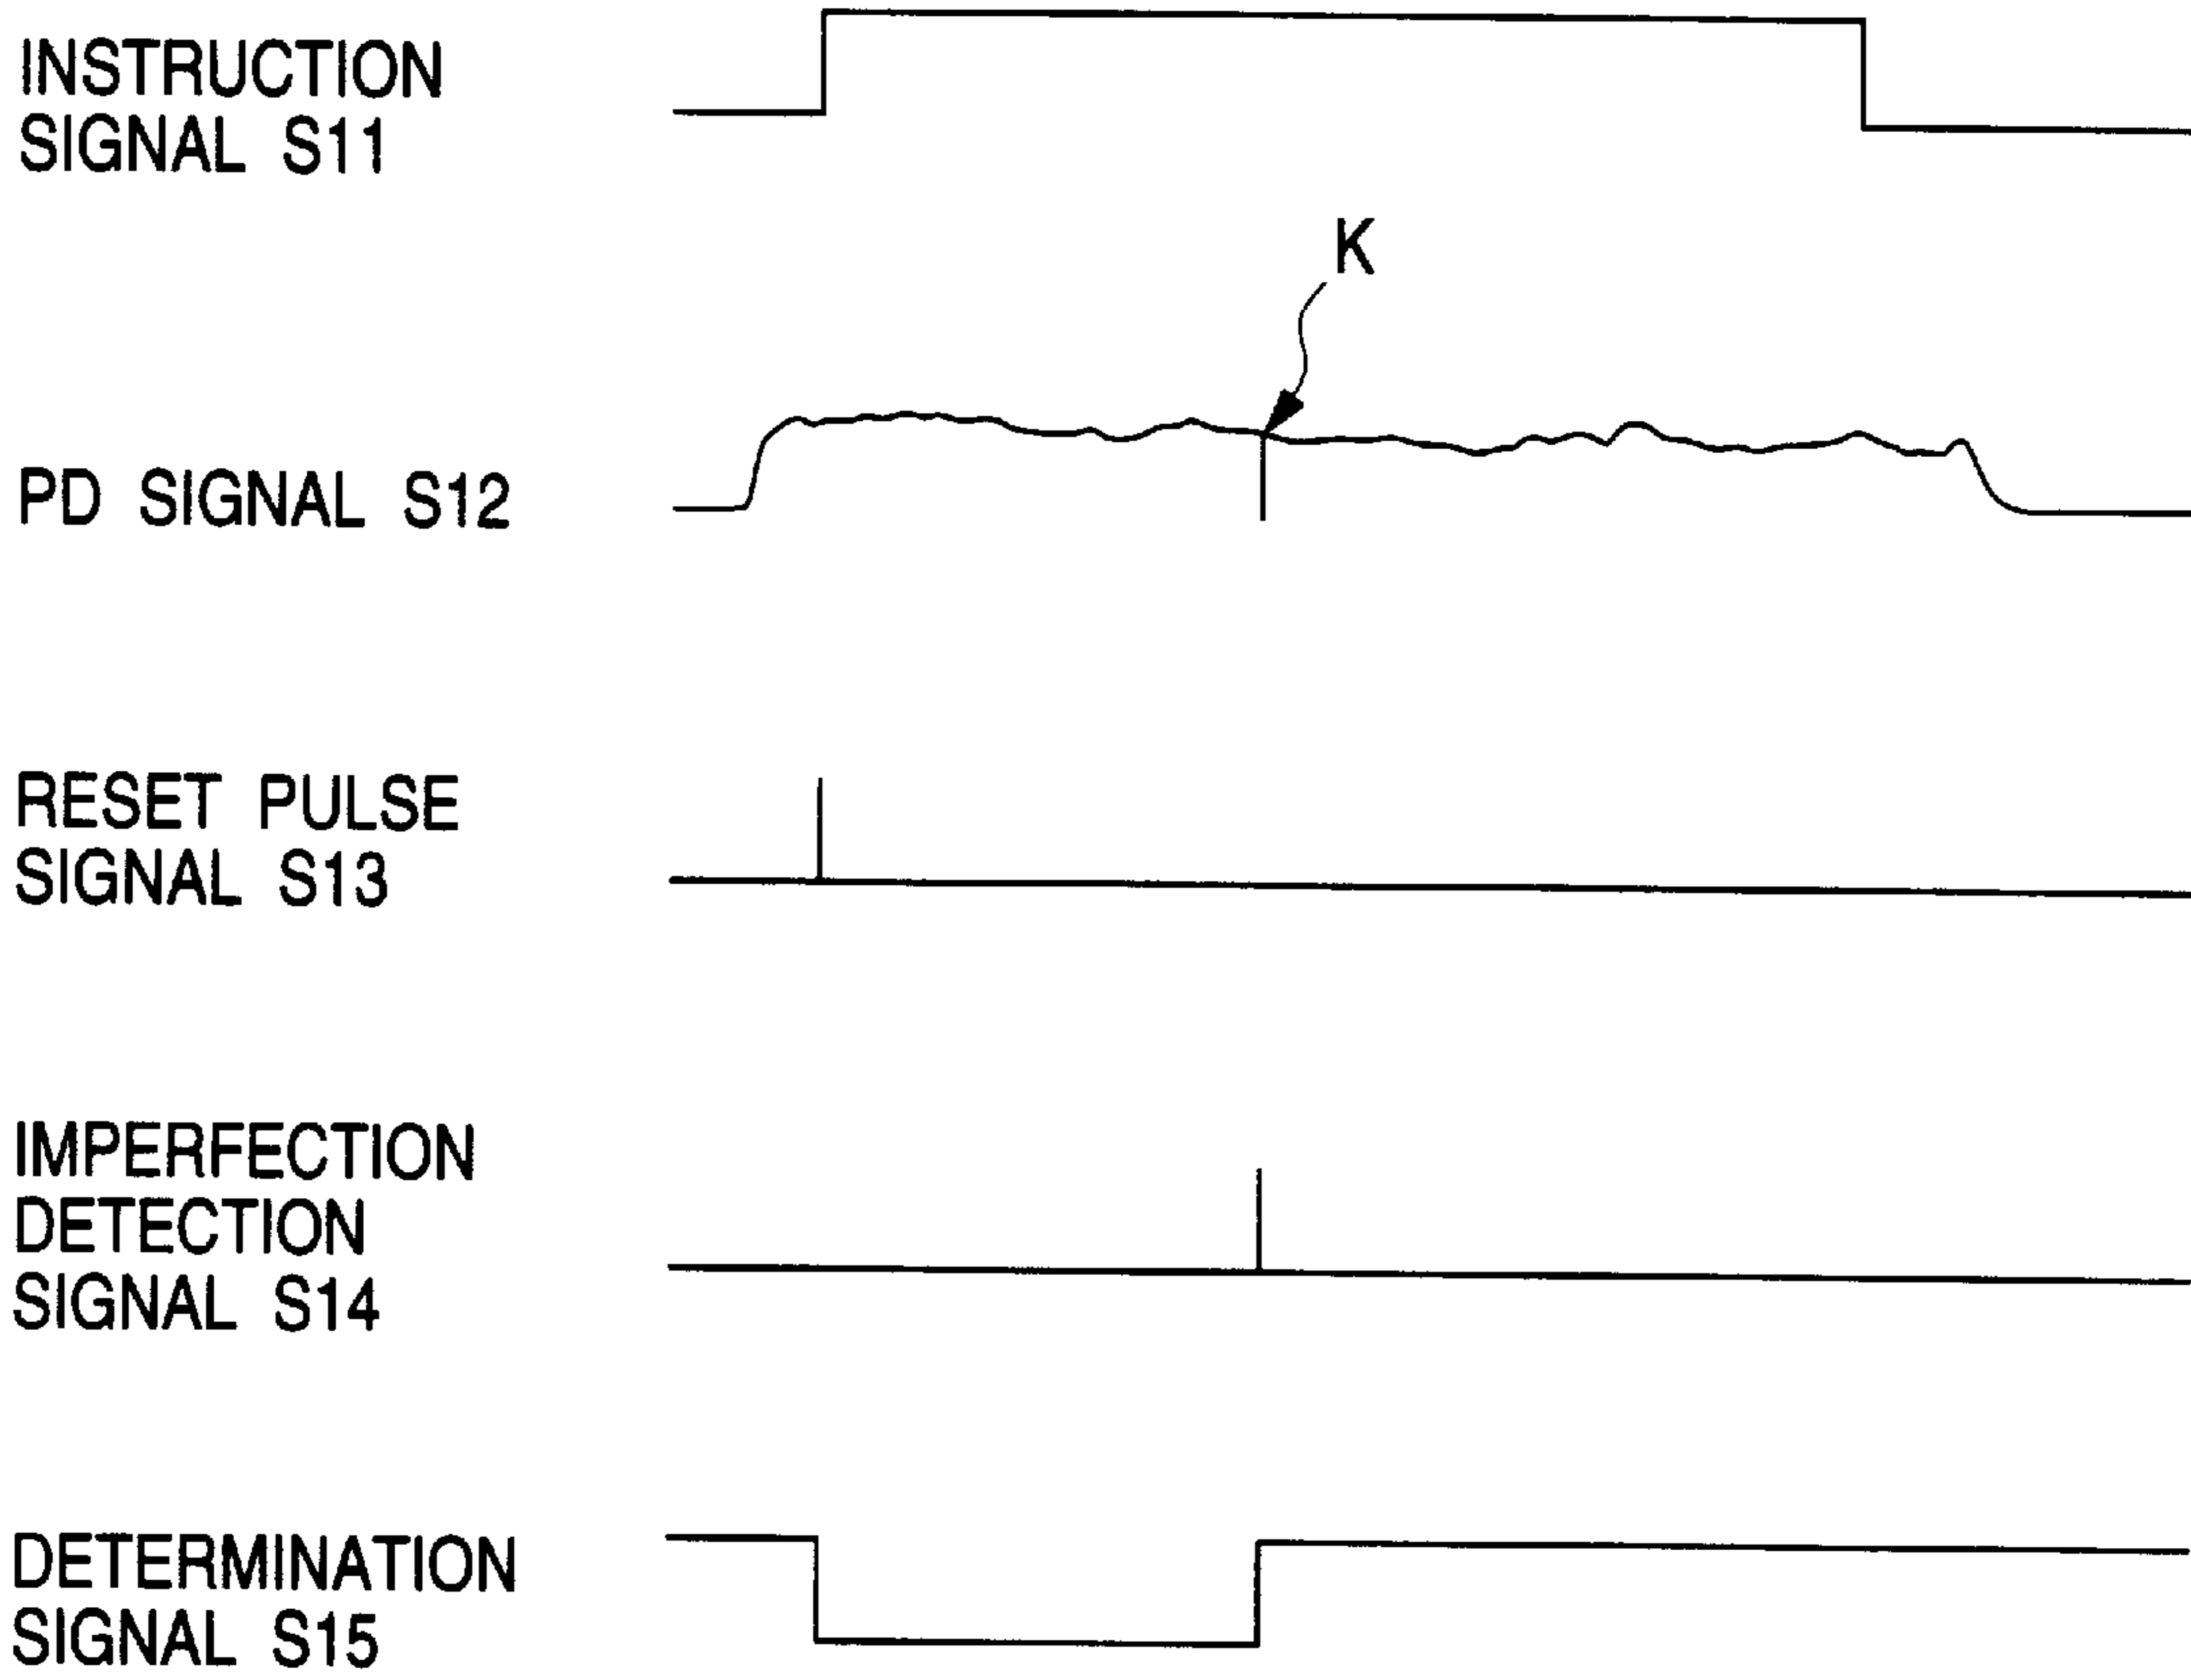 INSTRUCTION
SIGNAL S11
K
PD SIGNAL S12
RESET PULSE
SIGNAL S13
IMPERFECTION
DETECTION
SIGNAL S14
DETERMINATION
SIGNAL S15